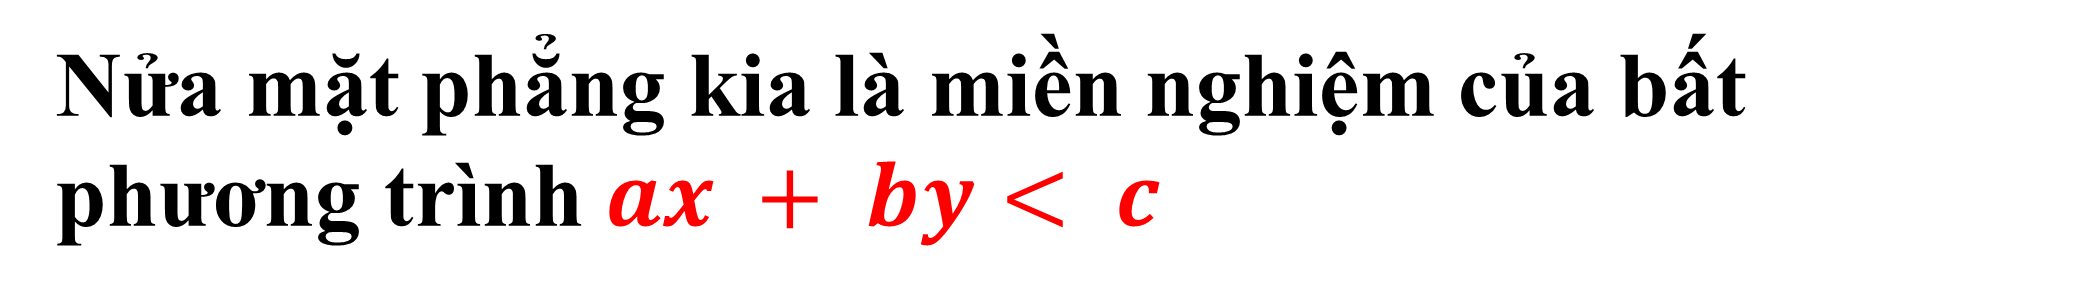 Nửa mặt phẳng kia là miền nghiệm của bất
phương trình ax + by < c